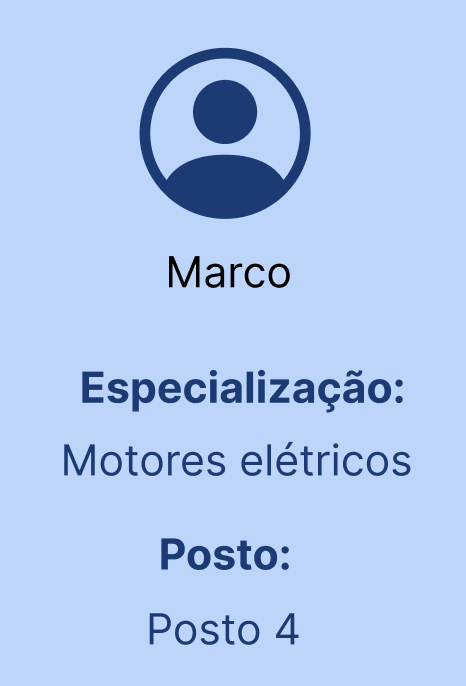 Marco
Especialização:
Motores elétricos
Posto:
Posto 4